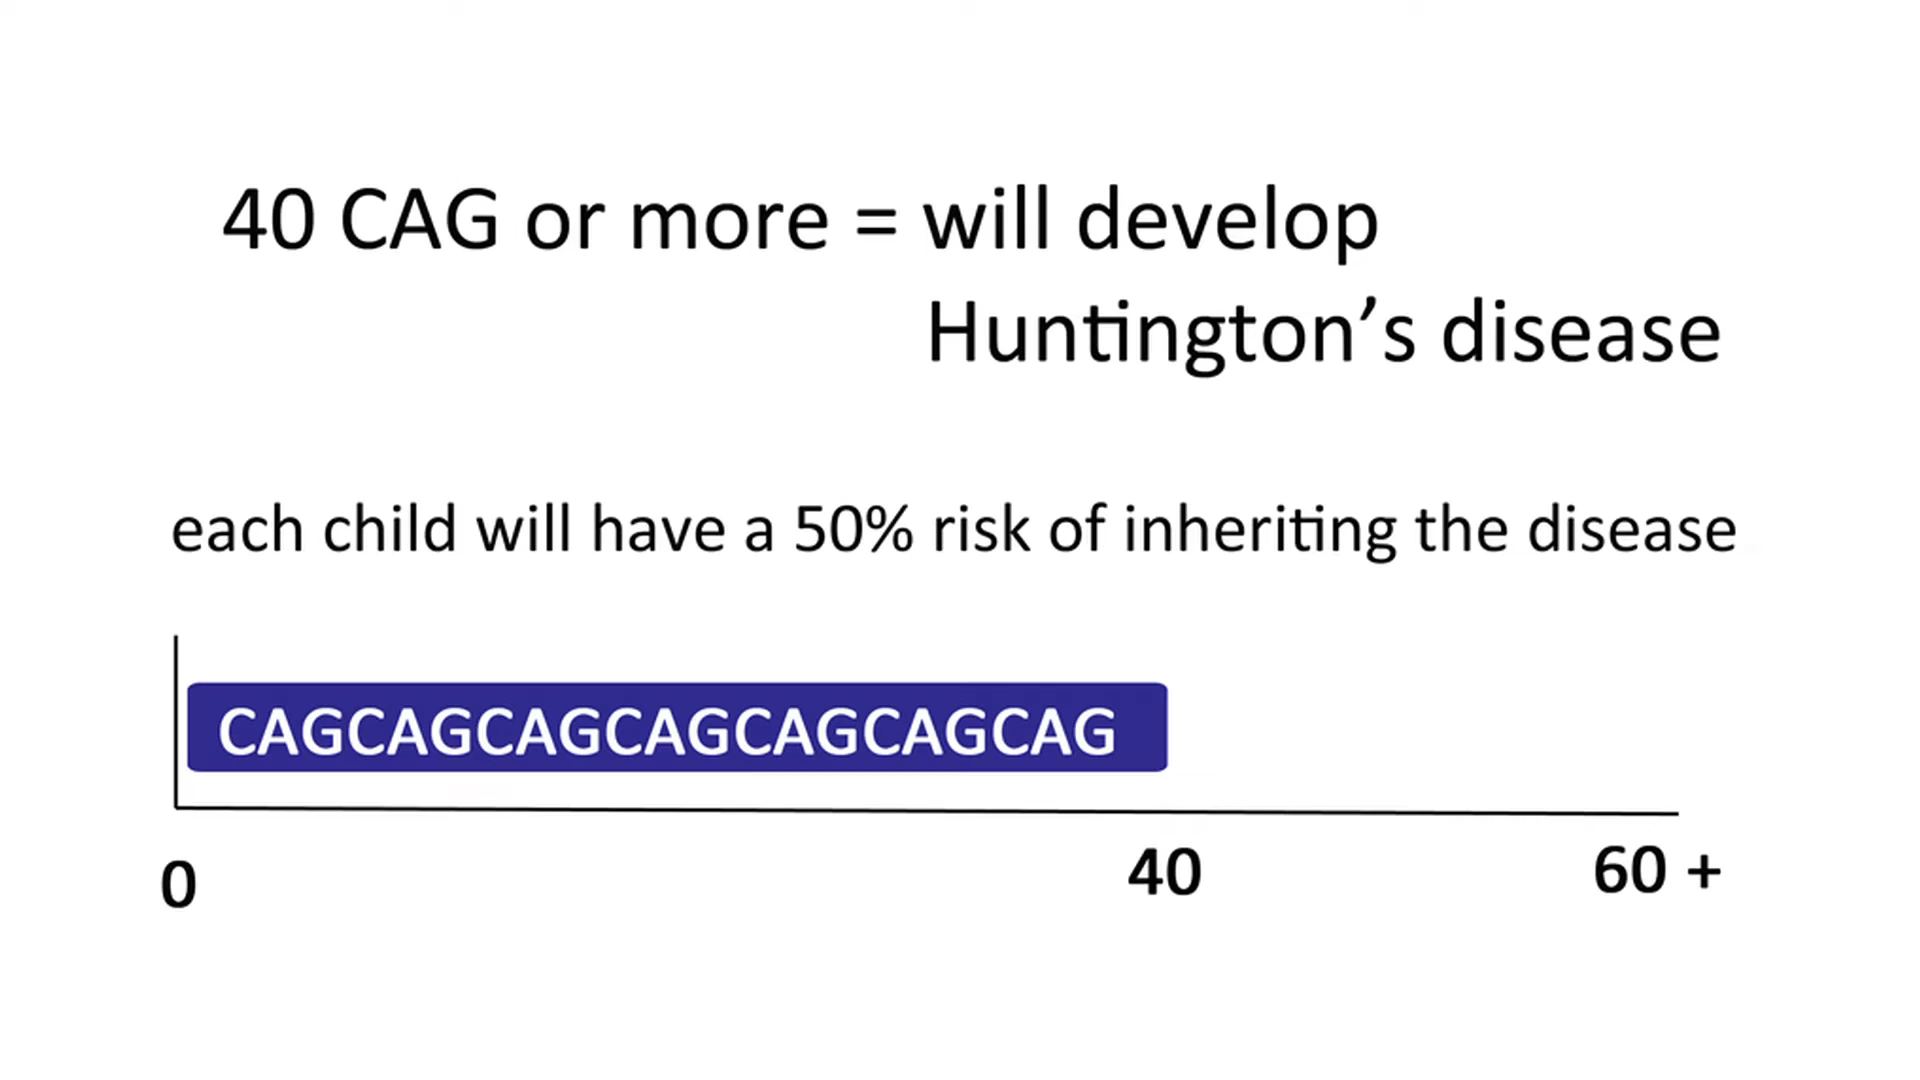 40 CAG or more = will develop
Huntington’s disease
each child will have a 50% risk of inheriting the disease
CAGCAGCAGCAGCAGCAGCAG
0 40 60 +